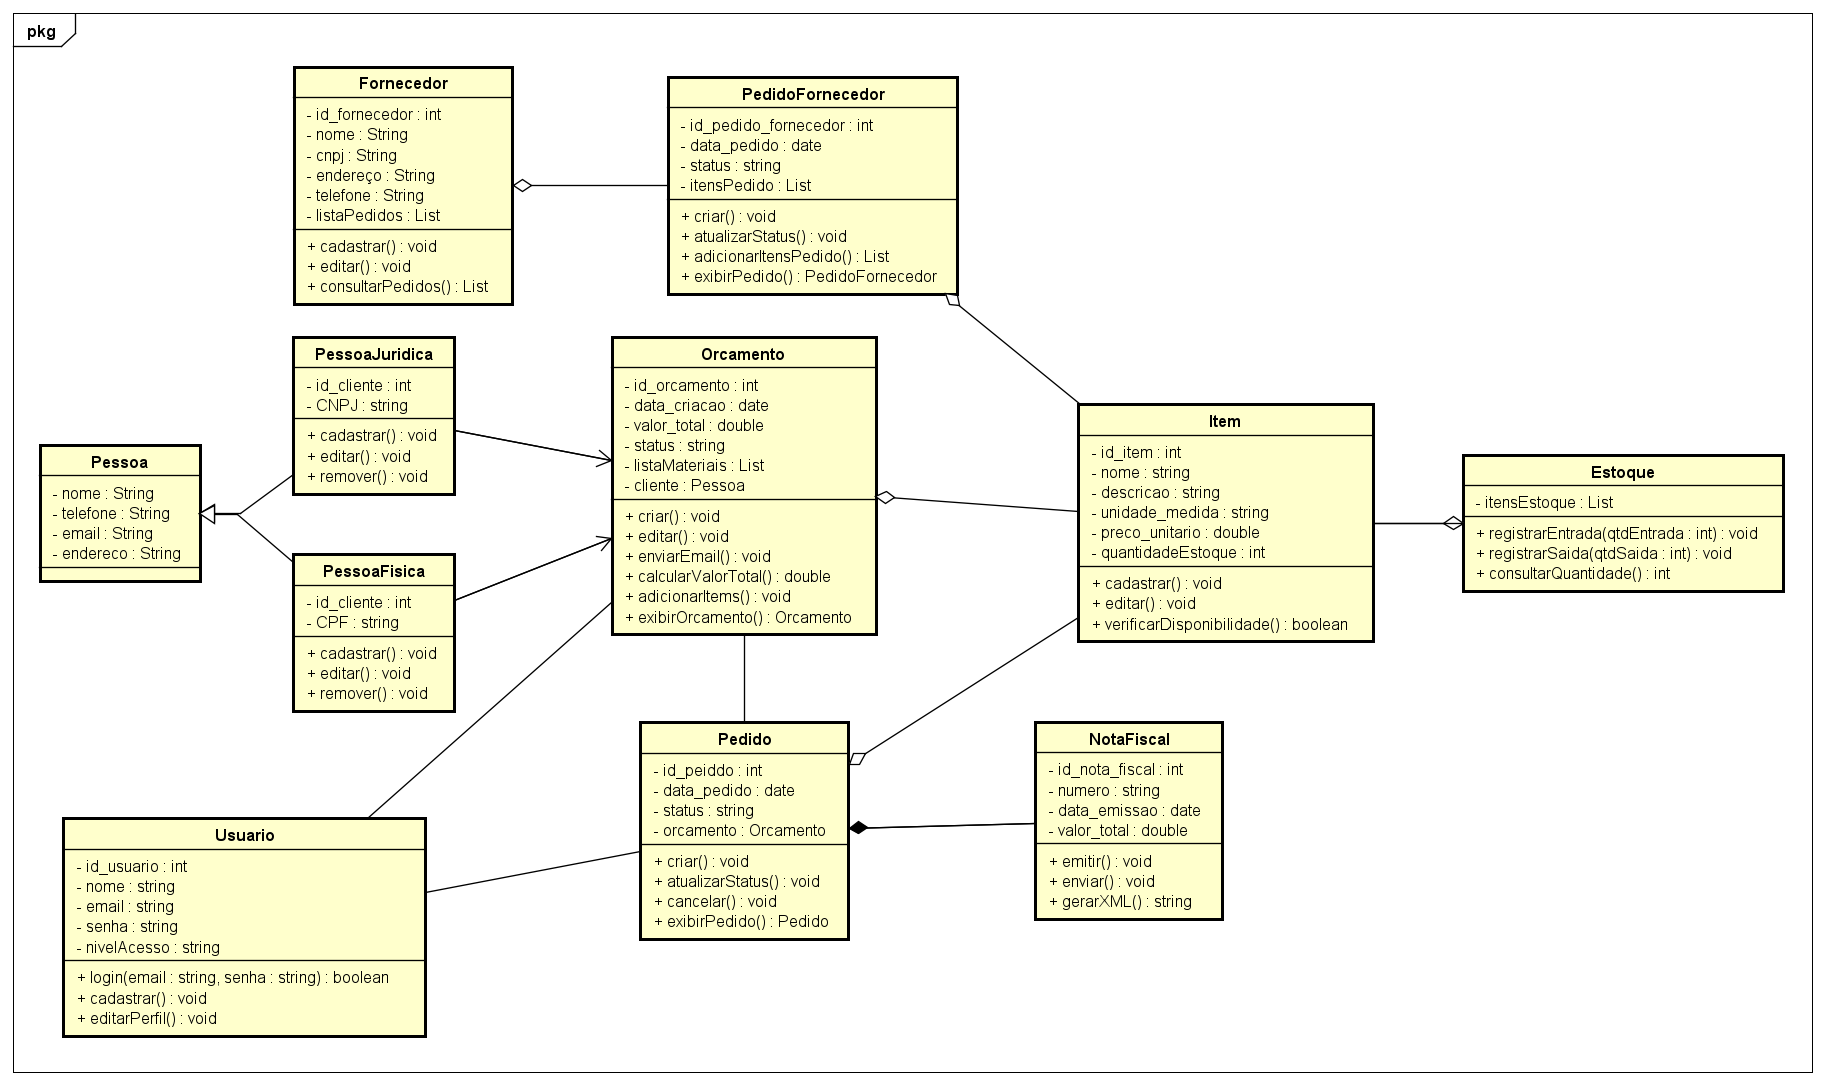 pkg
Fornecedor
- id_fornecedor : int
- nome : String
- cnpj : String
- endereço : String
- telefone : String
- listaPedidos : List
+ cadastrar() : void
+ editar() : void
+ consultarPedidos() : List
PedidoFornecedor
- id_pedido_fornecedor : int
- data_pedido : date
- status : string
- itensPedido : List
+ criar() : void
+ atualizarStatus() : void
+ adicionarItensPedido() : List
+ exibirPedido() : PedidoFornecedor
PessoaJuridica
- id_cliente : int
- CNPJ : string
+ cadastrar() : void
+ editar() : void
+ remover() : void
Orcamento
- id_orcamento : int
- data_criacao : date
- valor_total : double
- status : string
- listaMateriais : List
- cliente : Pessoa
+ criar() : void
+ editar() : void
+ enviarEmail() : void
+ calcularValorTotal() : double
+ adicionarItems() : void
+ exibirOrcamento() : Orcamento
Item
- id_item : int
- nome : string
- descricao : string
- unidade_medida : string
- preco_unitario : double
- quantidadeEstoque : int
+ cadastrar() : void
+ editar() : void
+ verificarDisponibilidade() : boolean
Estoque
- itensEstoque : List
+ registrarEntrada(qtdEntrada : int) : void
+ registrarSaida(qtdSaida : int) : void
+ consultarQuantidade() : int
Pessoa
- nome : String
- telefone : String
- email : String
- endereco : String
PessoaFisica
- id_cliente : int
- CPF : string
+ cadastrar() : void
+ editar() : void
+ remover() : void
Pedido
- id_peiddo : int
- data_pedido : date
- status : string
- orcamento : Orcamento
+ criar() : void
+ atualizarStatus() : void
+ cancelar() : void
+ exibirPedido() : Pedido
NotaFiscal
- id_nota_fiscal : int
- numero : string
- data_emissao : date
- valor_total : double
+ emitir() : void
+ enviar() : void
+ gerarXML() : string
Usuario
- id_usuario : int
- nome : string
- email : string
- senha : string
- nivelAcesso : string
+ login(email : string, senha : string) : boolean
+ cadastrar() : void
+ editarPerfil() : void